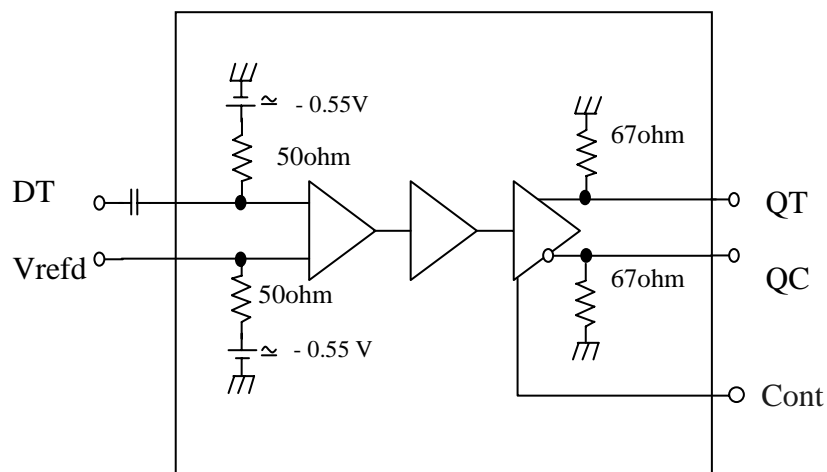 ≃ - 0.55V
50ohm
67ohm
DT
QT
Vrefd
50ohm
67ohm
QC
≃ - 0.55 V
Cont